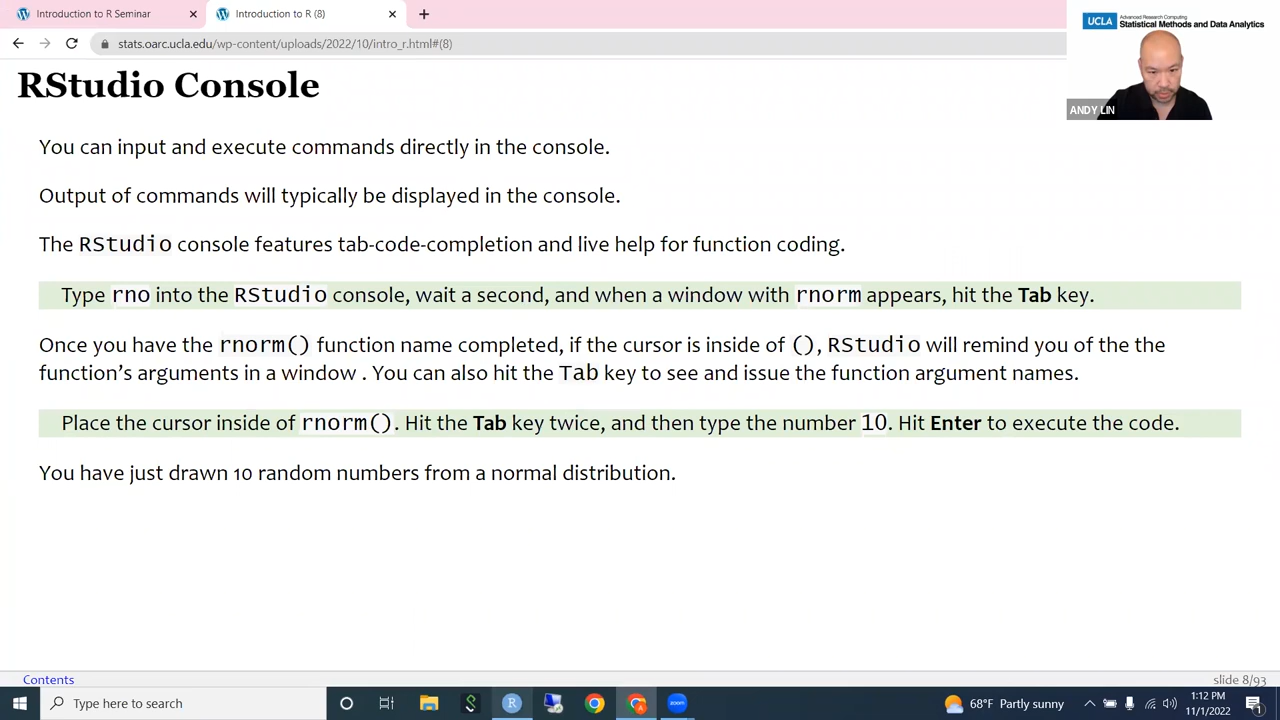 Introduction to R Seminar
Introduction to R (8)
stats.oarc.ucla.edu/wp-content/uploads/2022/10/intro_r.html#(8)
UCLA Advanced Research Computing
Statistical Methods and Data Analytics
ANDY LIN
RStudio Console
You can input and execute commands directly in the console.
Output of commands will typically be displayed in the console.
The RStudio console features tab-code-completion and live help for function coding.
Type rno into the RStudio console, wait a second, and when a window with rnorm appears, hit the Tab key.
Once you have the rnorm() function name completed, if the cursor is inside of (), RStudio will remind you of the the
function’s arguments in a window . You can also hit the Tab key to see and issue the function argument names.
Place the cursor inside of rnorm(). Hit the Tab key twice, and then type the number 10. Hit Enter to execute the code.
You have just drawn 10 random numbers from a normal distribution.
Contents
slide 8/93
Type here to search
zoom
68°F Partly sunny
1:12 PM
11/1/2022
1